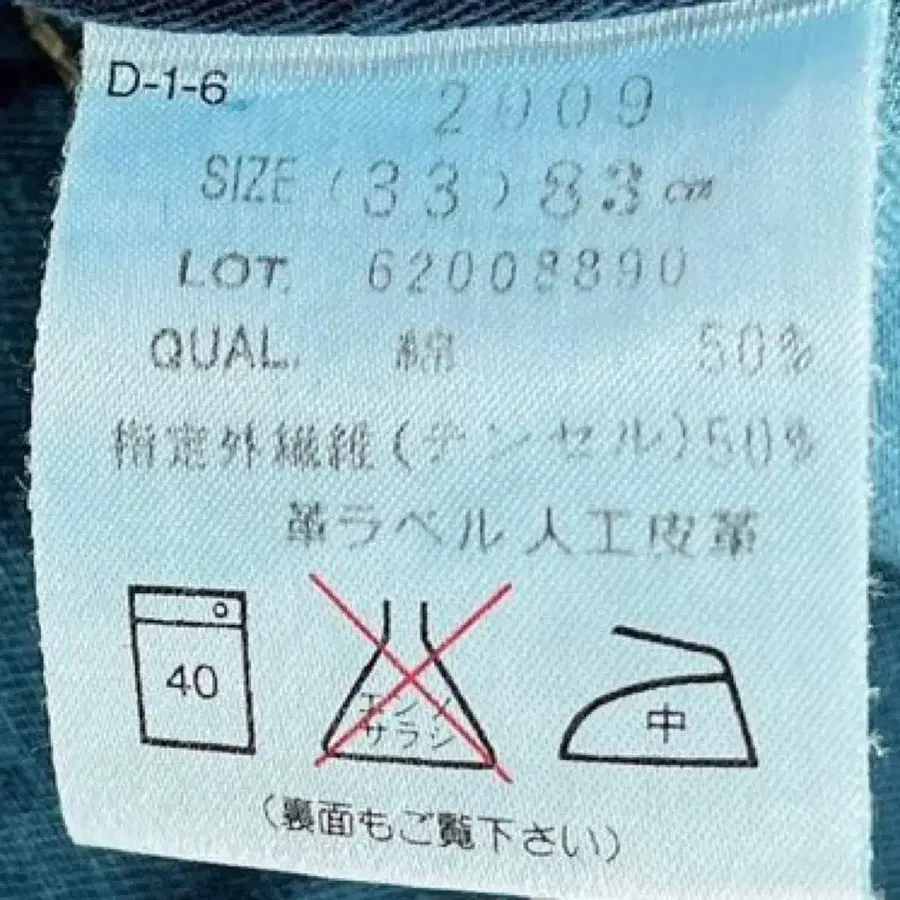 D-1-6
2009
SIZE (33) 83cm
LOT. 62008890
QUAL. 綿 50%
指定外繊維(テンセル)50%
革ラベル 人工皮革
40
エンソ
サラシ
中
(裏面もご覧下さい)